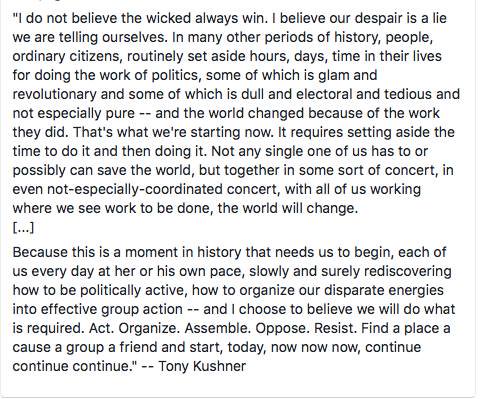 "I do not believe the wicked always win. I believe our despair is a lie
we are telling ourselves. In many other periods of history, people,
ordinary citizens, routinely set aside hours, days, time in their lives
for doing the work of politics, some of which is glam and
revolutionary and some of which is dull and electoral and tedious and
not especially pure -- and the world changed because of the work
they did. That's what we're starting now. It requires setting aside the
time to do it and then doing it. Not any single one of us has to or
possibly can save the world, but together in some sort of concert, in
even not-especially-coordinated concert, with all of us working
where we see work to be done, the world will change.
[...]
Because this is a moment in history that needs us to begin, each of
us every day at her or his own pace, slowly and surely rediscovering
how to be politically active, how to organize our disparate energies
into effective group action -- and I choose to believe we will do what
is required. Act. Organize. Assemble. Oppose. Resist. Find a place a
cause a group a friend and start, today, now now now, continue
continue continue." -- Tony Kushner